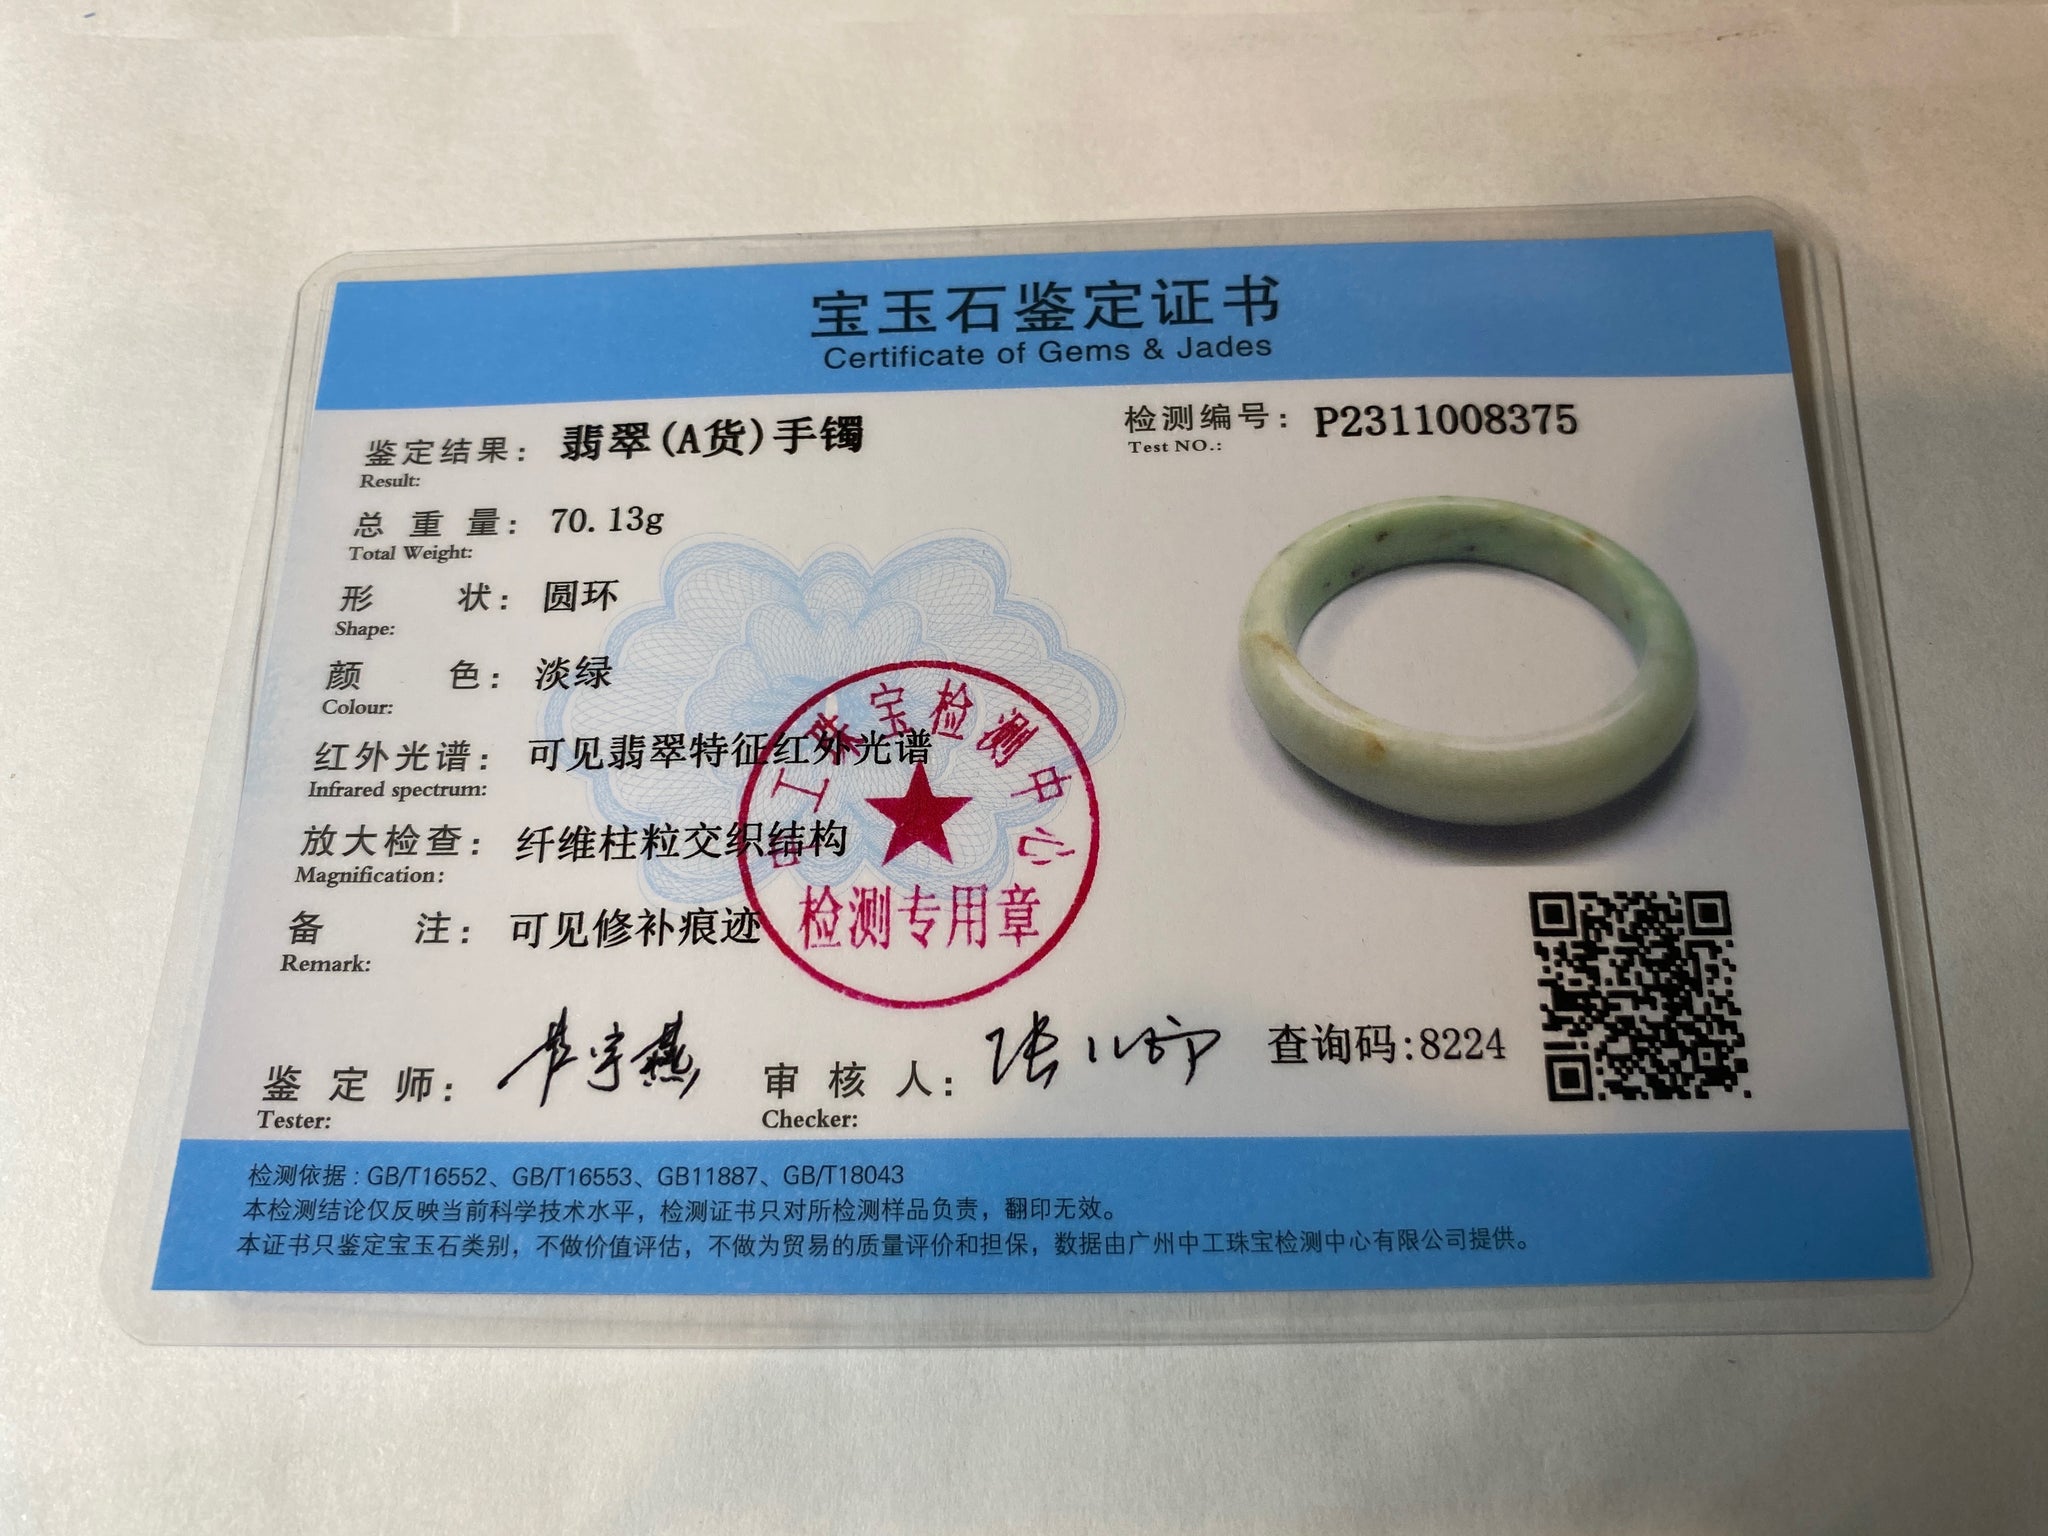 宝玉石鉴定证书
Certificate of Gems & Jades
鉴定结果: 翡翠(A货)手镯
Result:
检测编号: P2311008375
Test NO.:
总重量: 70.13g
Total Weight:
形状: 圆环
Shape:
颜色: 淡绿
Colour:
红外光谱: 可见翡翠特征红外光谱
Infrared spectrum:
放大检查: 纤维柱粒交织结构
Magnification:
备注: 可见修补痕迹
Remark:
中工珠宝检测中心
检测专用章
鉴定师:
Tester:
审核人:
Checker:
查询码:8224
检测依据：GB/T16552、GB/T16553、GB11887、GB/T18043
本检测结论仅反映当前科学技术水平，检测证书只对所检测样品负责，翻印无效。
本证书只鉴定宝玉石类别，不做价值评估，不做为贸易的质量评价和担保，数据由广州中工珠宝检测中心有限公司提供。